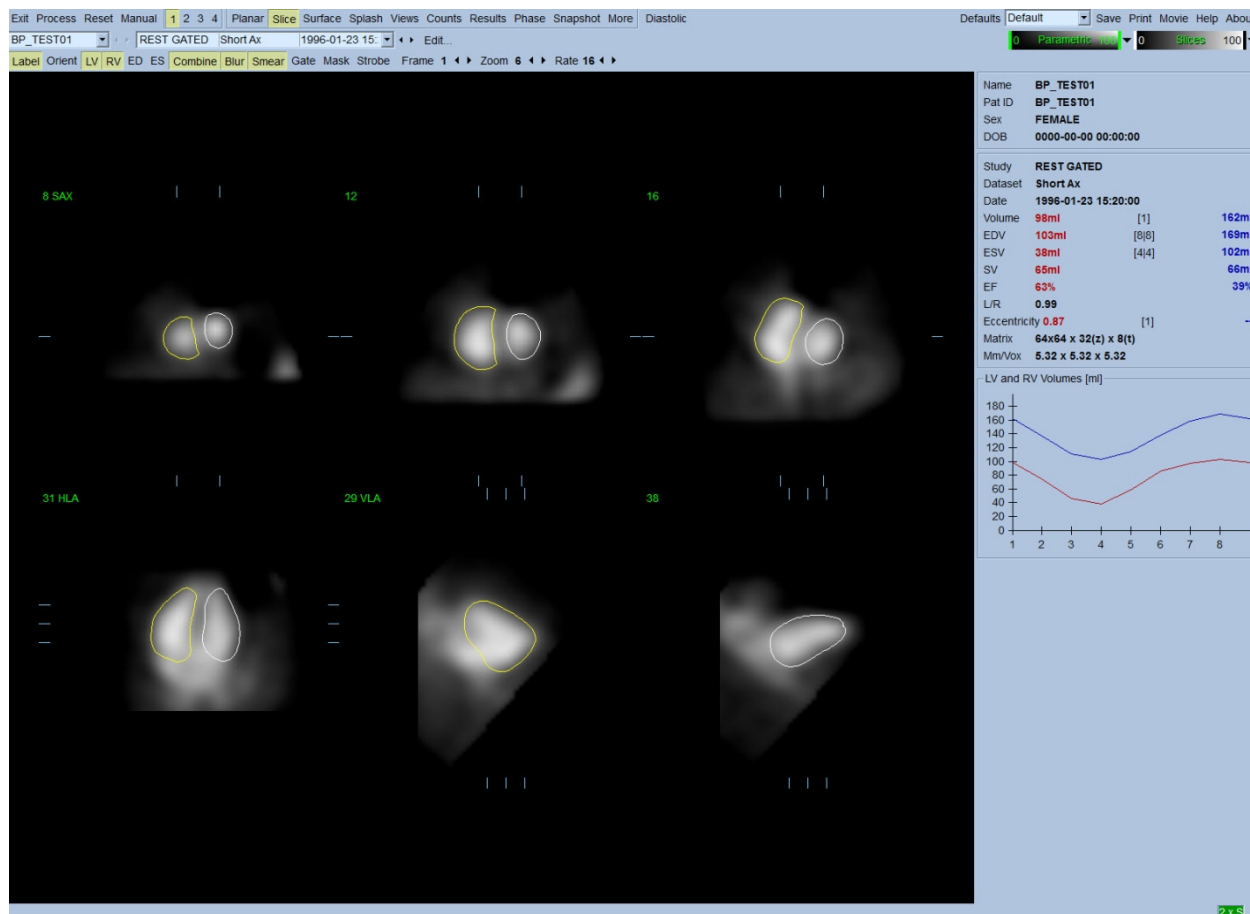 Exit Process Reset Manual 1 2 3 4 Planar Slice Surface Splash Views Counts Results Phase Snapshot More Diastolic Defaults Default Save Print Movie Help Abou
BP_TEST01 REST GATED Short Ax 1996-01-23 15: Edit... 0 Parametric 100 0 Slices 100
Label Orient LV RV ED ES Combine Blur Smear Gate Mask Strobe Frame 1 Zoom 6 Rate 16
Name BP_TEST01
Pat ID BP_TEST01
Sex FEMALE
DOB 0000-00-00 00:00:00
8 SAX 12 16
Study REST GATED
Dataset Short Ax
Date 1996-01-23 15:20:00
Volume 98ml [1] 162m
EDV 103ml [8|8] 169m
ESV 38ml [4|4] 102m
SV 65ml 66m
EF 63% 39%
L/R 0.99
Eccentricity 0.87 [1] --
Matrix 64x64 x 32(z) x 8(t)
Mm/Vox 5.32 x 5.32 x 5.32
LV and RV Volumes [ml]
180
160
140
120
100
80
60
40
20
0
1 2 3 4 5 6 7 8
31 HLA 29 VLA 38
2 x S